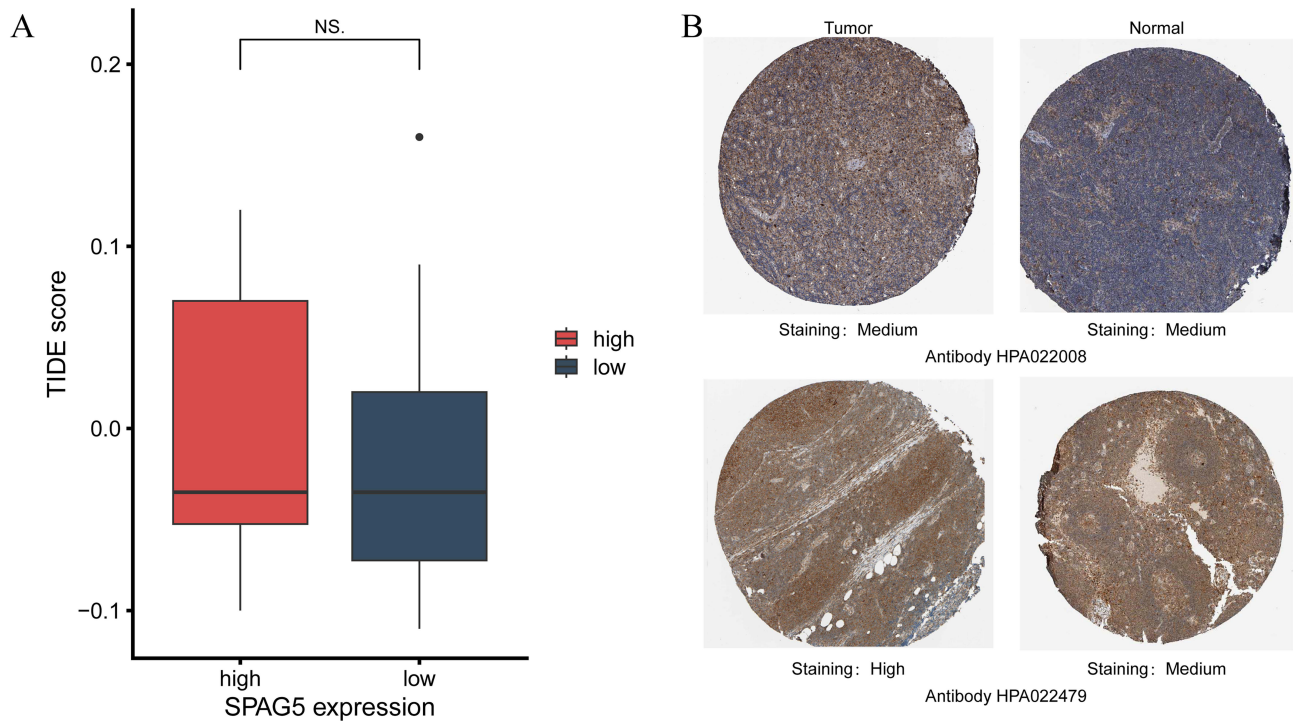 A
NS.
0.2
0.1
0.0
−0.1
TIDE score
high
low
SPAG5 expression
high
low
B
Tumor
Normal
Staining：Medium
Staining：Medium
Antibody HPA022008
Staining：High
Staining：Medium
Antibody HPA022479